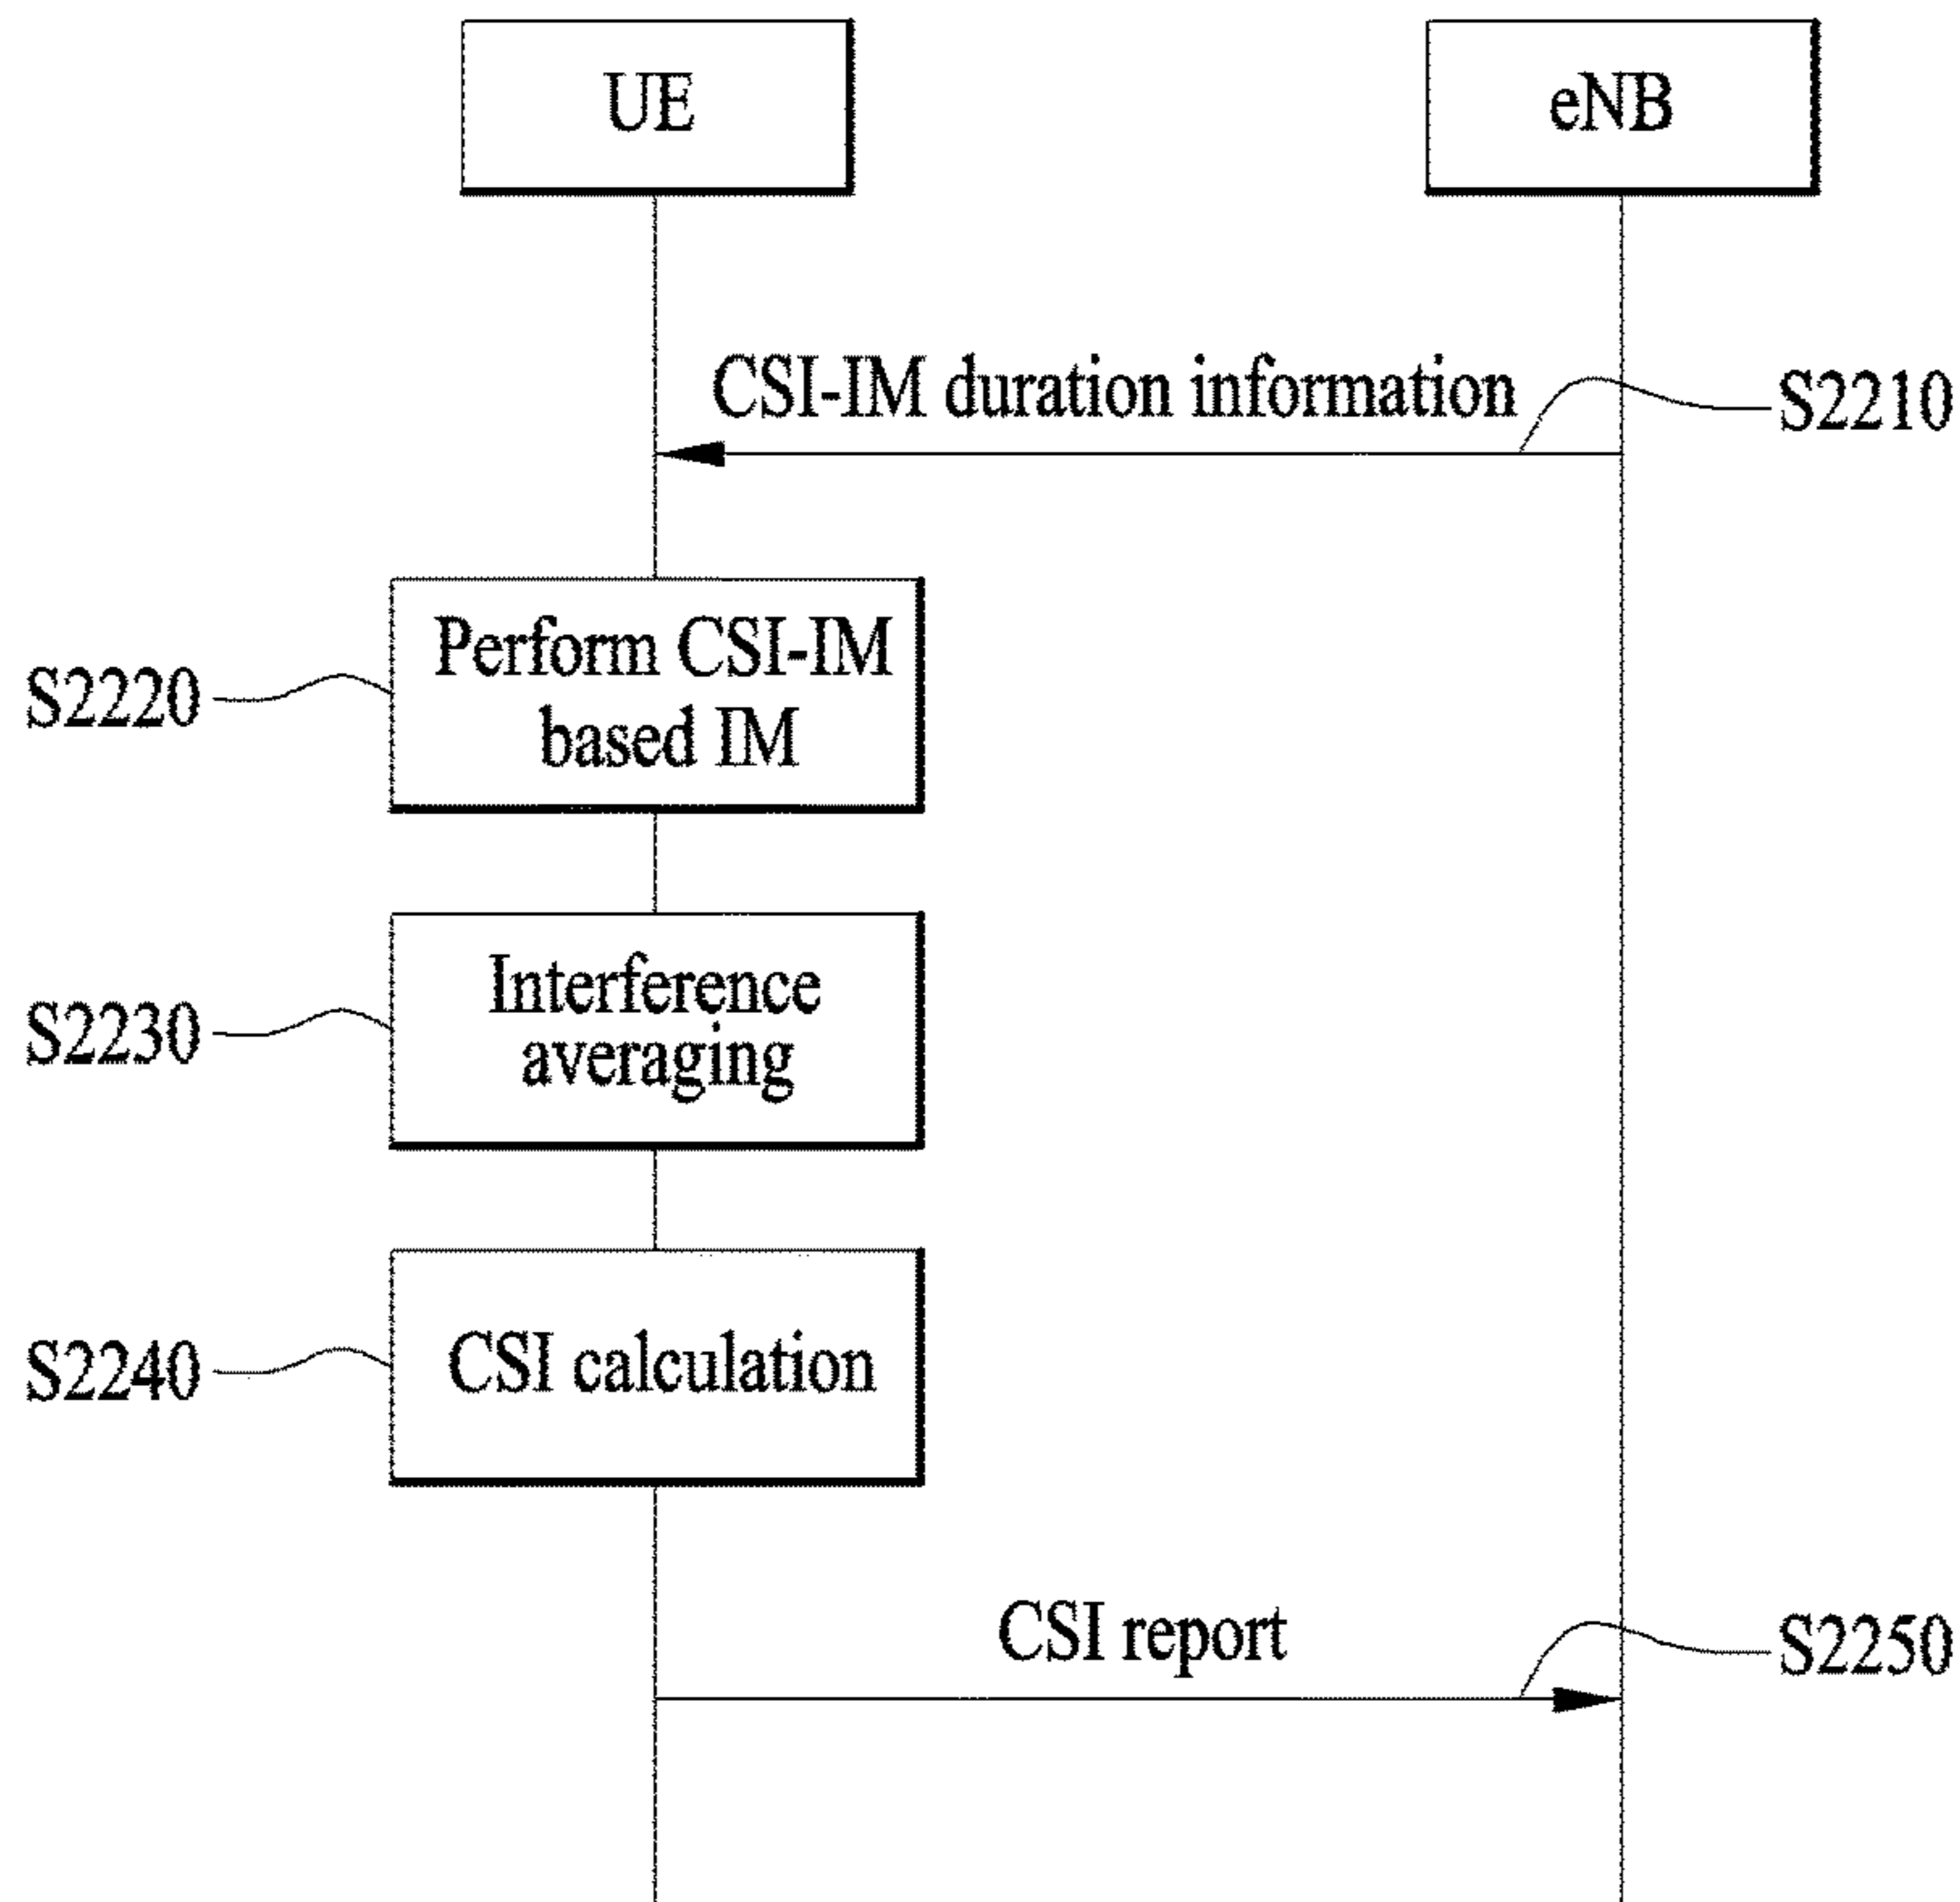 UE
eNB
CSI-IM duration information
S2210
Perform CSI-IM
based IM
S2220
Interference
averaging
S2230
CSI calculation
S2240
CSI report
S2250